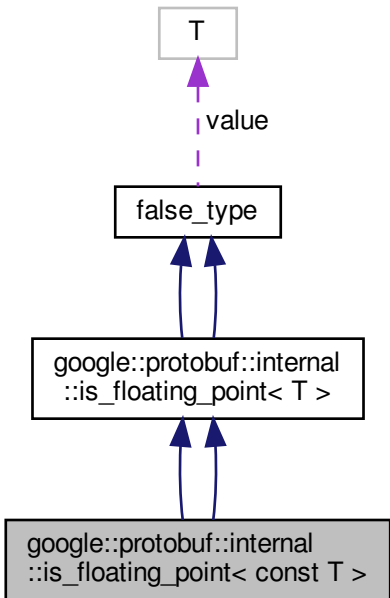 T
value
false_type
google::protobuf::internal
::is_floating_point< T >
google::protobuf::internal
::is_floating_point< const T >